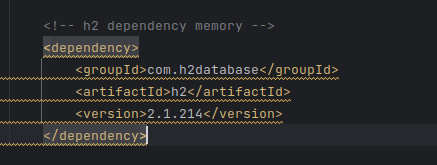 <!-- h2 dependency memory -->
<dependency>
<groupId>com.h2database</groupId>
<artifactId>h2</artifactId>
<version>2.1.214</version>
</dependency>